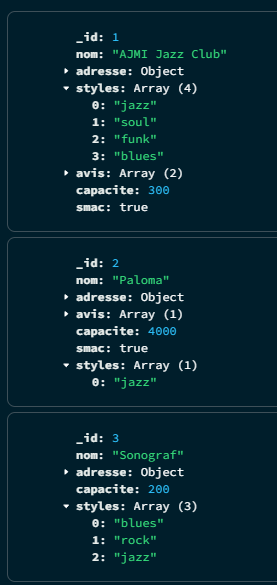 _id: 1
nom: "AJMI Jazz Club"
adresse: Object
styles: Array (4)
0: "jazz"
1: "soul"
2: "funk"
3: "blues"
avis: Array (2)
capacite: 300
smac: true
_id: 2
nom: "Paloma"
adresse: Object
avis: Array (1)
capacite: 4000
smac: true
styles: Array (1)
0: "jazz"
_id: 3
nom: "Sonograf"
adresse: Object
capacite: 200
styles: Array (3)
0: "blues"
1: "rock"
2: "jazz"